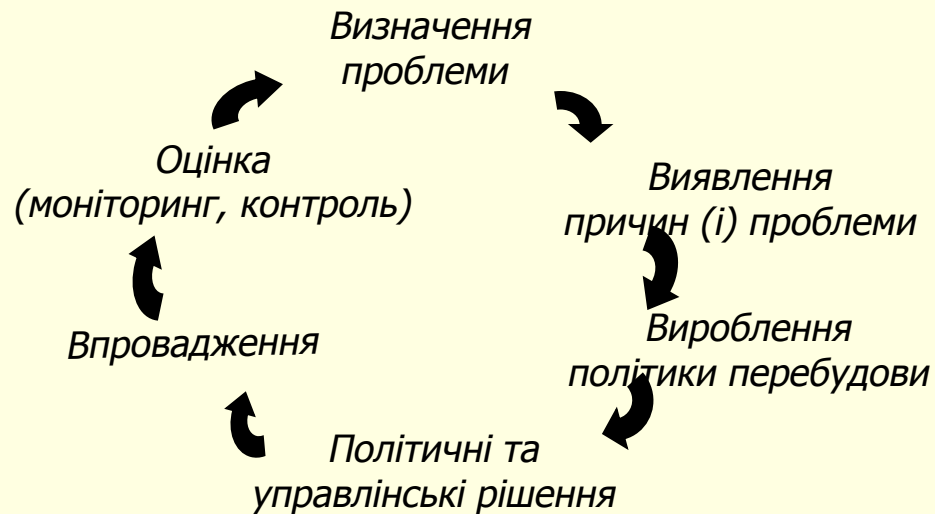 Визначення
проблеми
Виявлення
причин (і) проблеми
Вироблення
політики перебудови
Політичні та
управлінські рішення
Впровадження
Оцінка
(моніторинг, контроль)